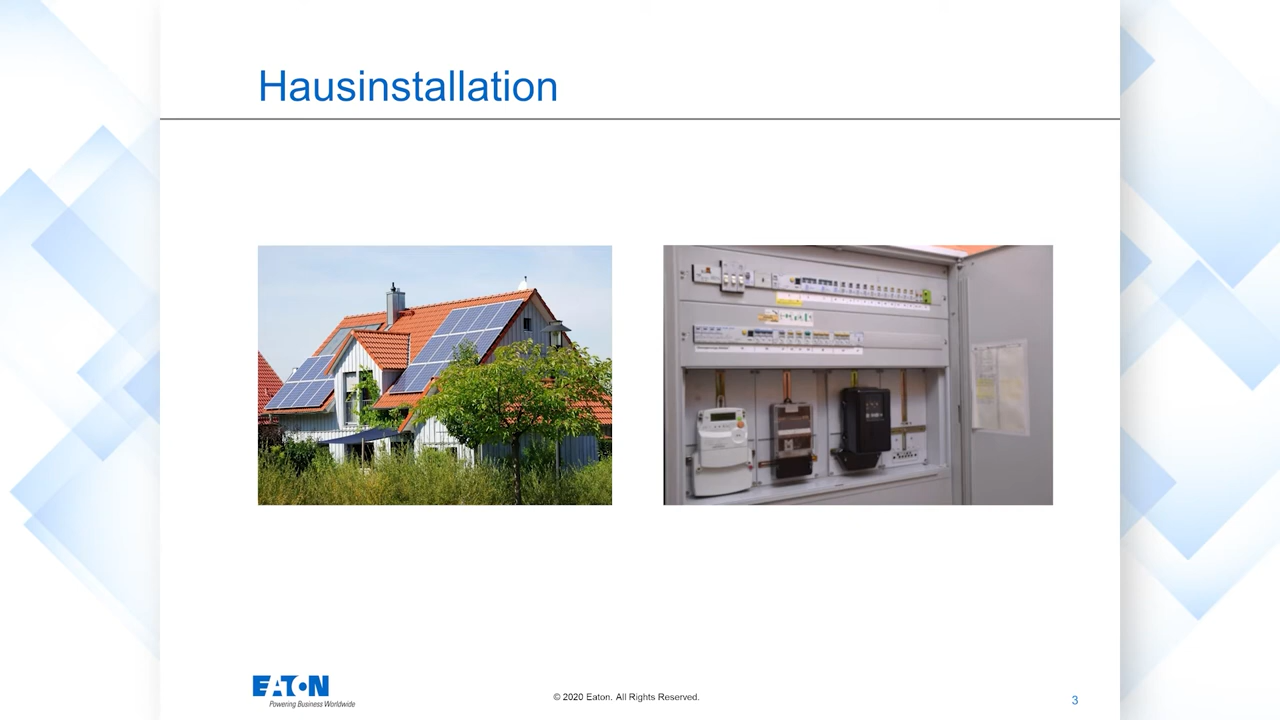 Hausinstallation
EATON
Powering Business Worldwide
© 2020 Eaton. All Rights Reserved.
3